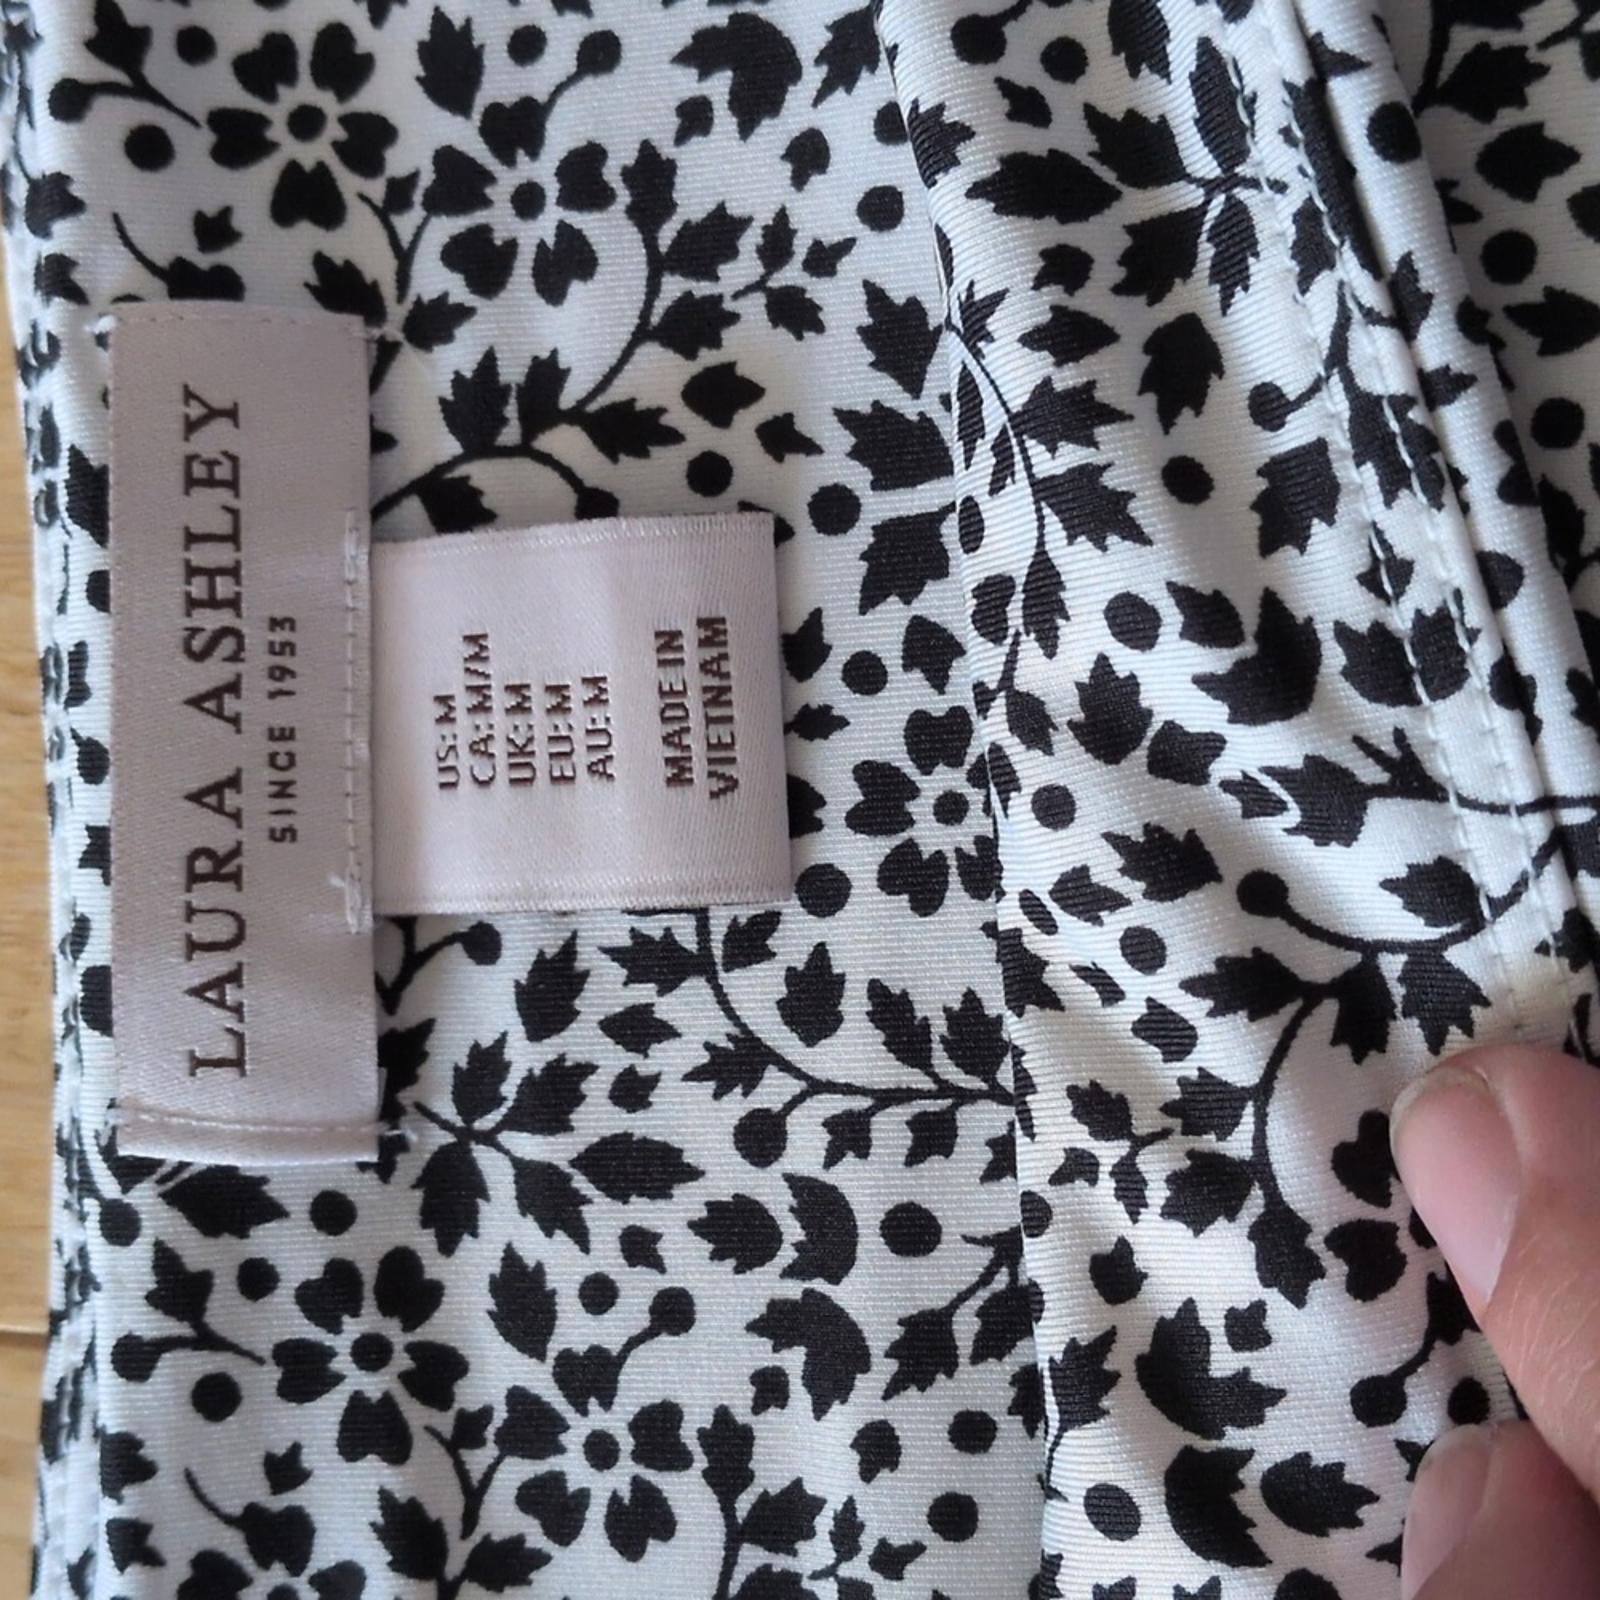 LAURA ASHLEY
SINCE 1953
US: M
CA: M/M
UK: M
EU: M
AU: M
MADE IN
VIETNAM